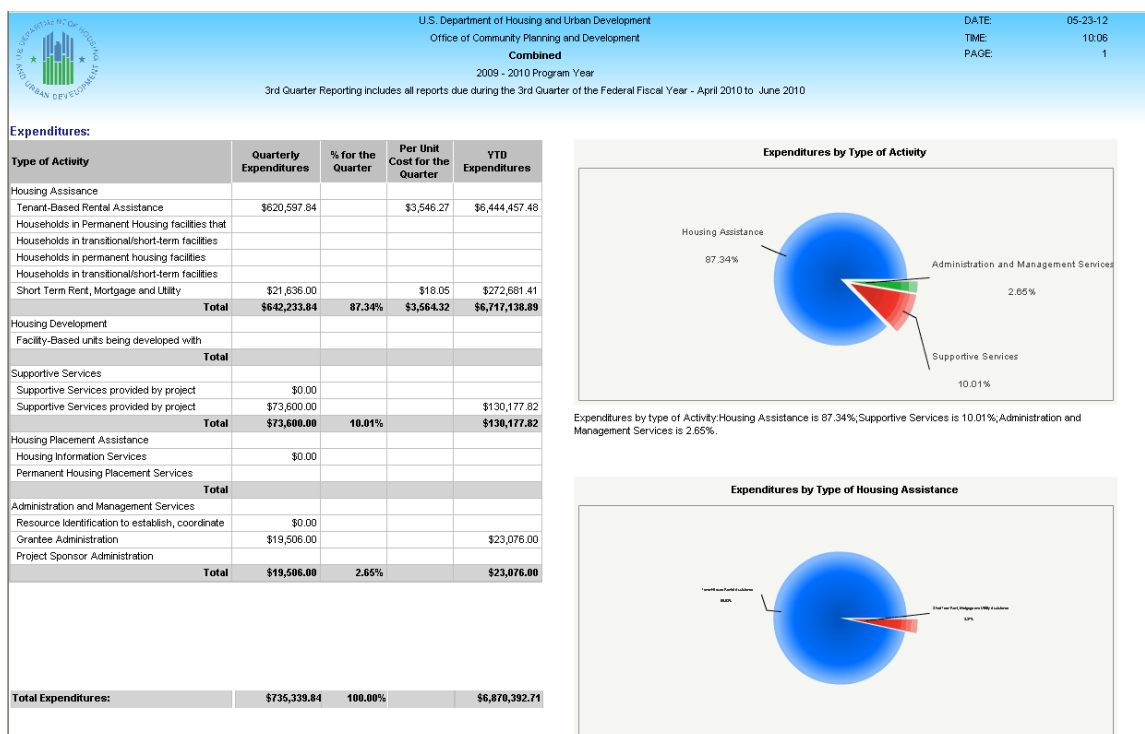 U.S. Department of Housing and Urban Development
Office of Community Planning and Development
Combined
2009 - 2010 Program Year
3rd Quarter Reporting includes all reports due during the 3rd Quarter of the Federal Fiscal Year - April 2010 to June 2010
DATE: 05-23-12
TIME: 10:06
PAGE: 1
U.S. DEPARTMENT OF HOUSING AND URBAN DEVELOPMENT
Expenditures:
Type of Activity Quarterly Expenditures % for the Quarter Per Unit Cost for the Quarter YTD Expenditures
Housing Assisance
Tenant-Based Rental Assistance $620,597.84 $3,546.27 $6,444,457.48
Households in Permanent Housing facilities that
Households in transitional/short-term facilities
Households in permanent housing facilities
Households in transitional/short-term facilities
Short Term Rent, Mortgage and Utility $21,636.00 $18.05 $272,681.41
Total $642,233.84 87.34% $3,564.32 $6,717,138.89
Housing Development
Facility-Based units being developed with
Total
Supportive Services
Supportive Services provided by project $0.00
Supportive Services provided by project $73,600.00 $130,177.82
Total $73,600.00 10.01% $130,177.82
Housing Placement Assistance
Housing Information Services $0.00
Permanent Housing Placement Services
Total
Administration and Management Services
Resource Identification to establish, coordinate $0.00
Grantee Administration $19,506.00 $23,076.00
Project Sponsor Administration
Total $19,506.00 2.65% $23,076.00
Total Expenditures: $735,339.84 100.00% $6,870,392.71
Expenditures by Type of Activity
Housing Assistance
87.34%
Administration and Management Services
2.65%
Supportive Services
10.01%
Expenditures by type of Activity:Housing Assistance is 87.34%;Supportive Services is 10.01%;Administration and
Management Services is 2.65%.
Expenditures by Type of Housing Assistance